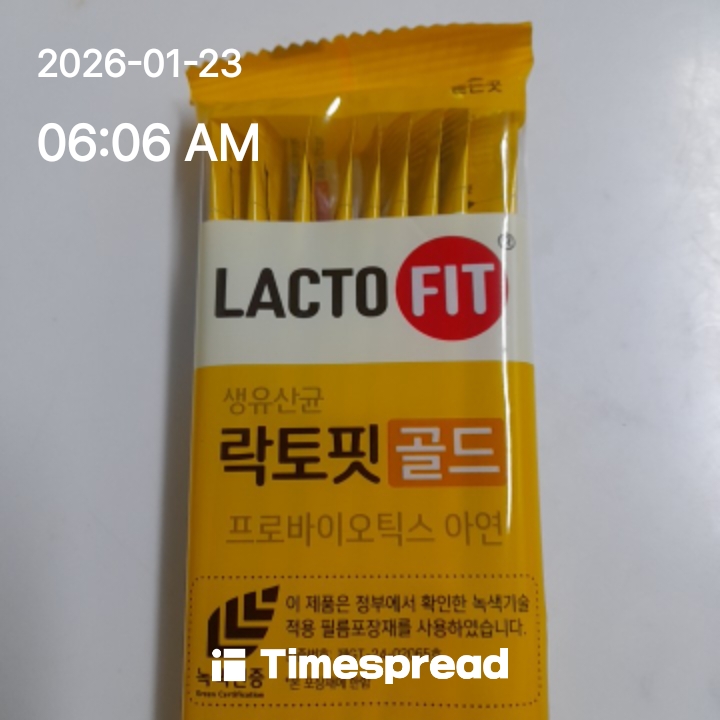 2026-01-23
06:06 AM
LACTO FIT®
생유산균
락토핏 골드
프로바이오틱스 아연
이 제품은 정부에서 확인한 녹색기술
적용 필름포장재를 사용하였습니다.
Timespread
Green Certification